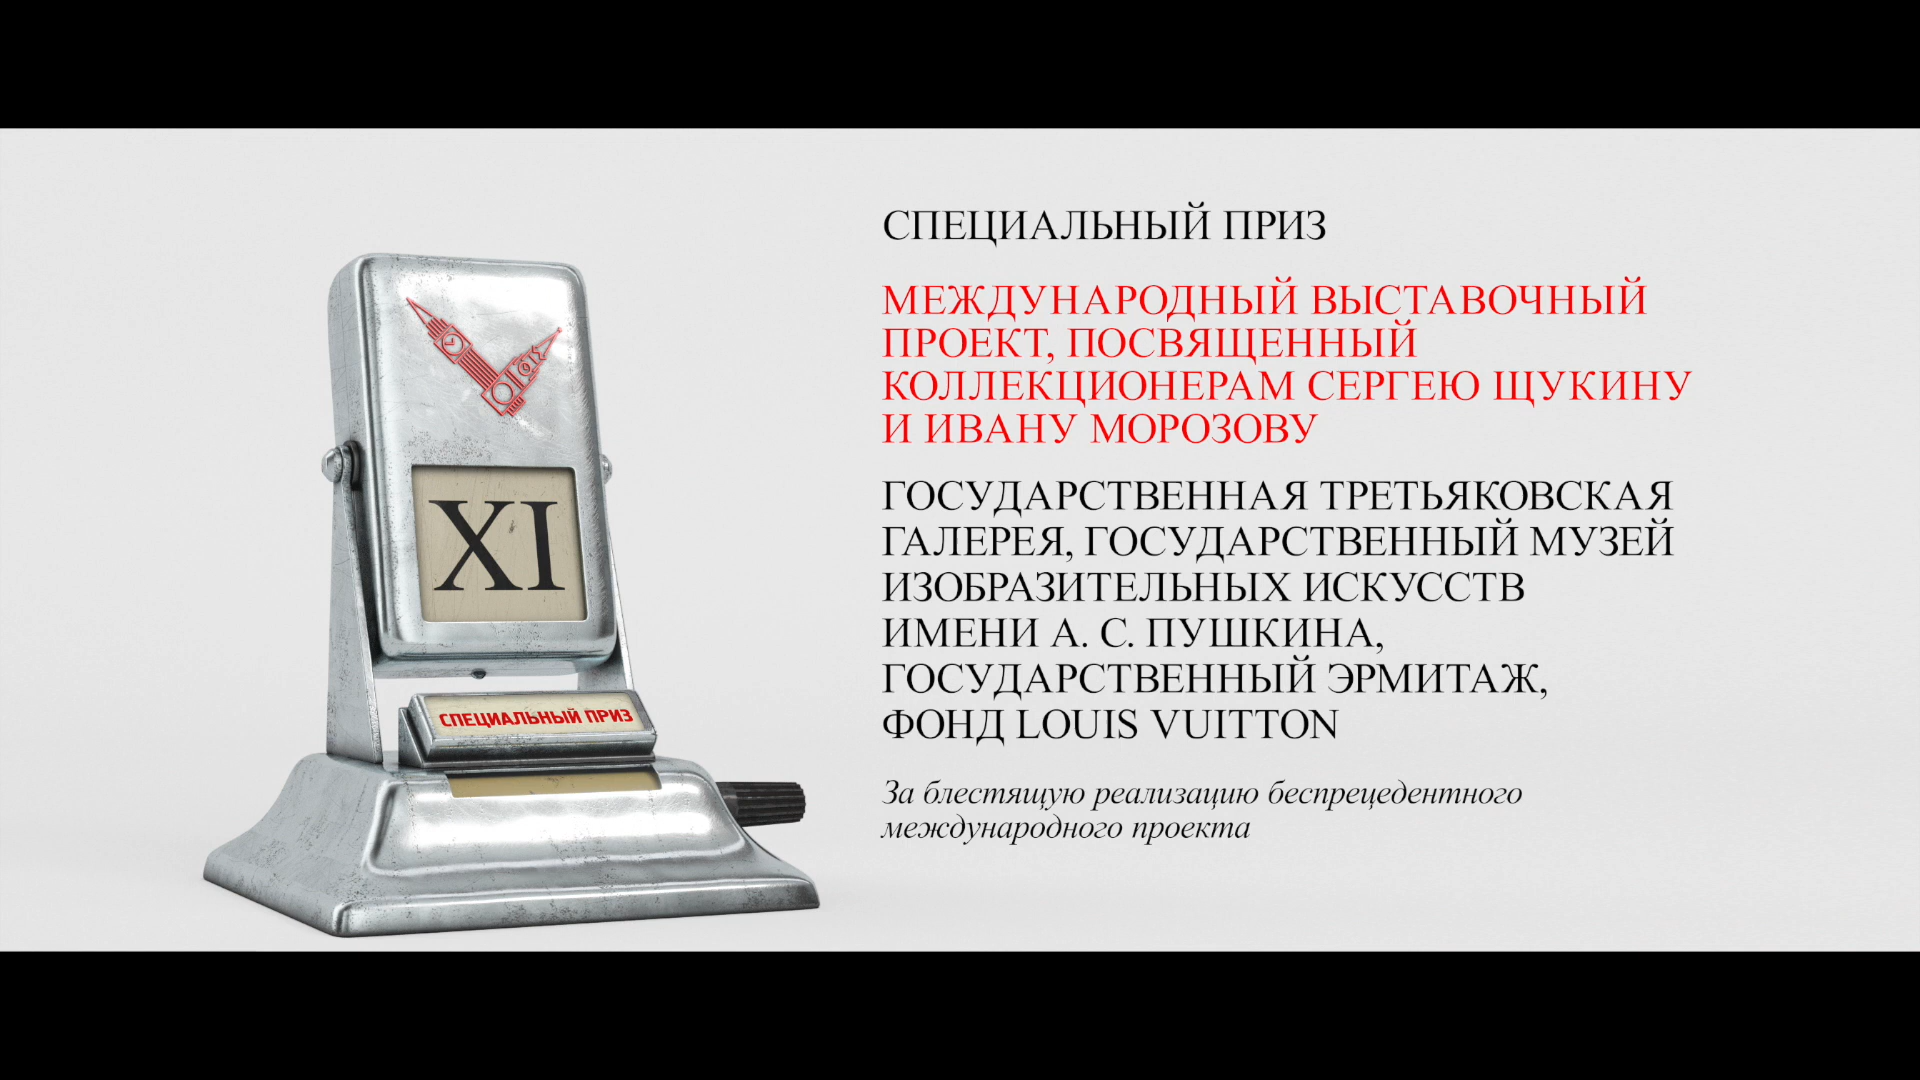 XI
СПЕЦИАЛЬНЫЙ ПРИЗ
СПЕЦИАЛЬНЫЙ ПРИЗ
МЕЖДУНАРОДНЫЙ ВЫСТАВОЧНЫЙ
ПРОЕКТ, ПОСВЯЩЕННЫЙ
КОЛЛЕКЦИОНЕРАМ СЕРГЕЮ ЩУКИНУ
И ИВАНУ МОРОЗОВУ
ГОСУДАРСТВЕННАЯ ТРЕТЬЯКОВСКАЯ
ГАЛЕРЕЯ, ГОСУДАРСТВЕННЫЙ МУЗЕЙ
ИЗОБРАЗИТЕЛЬНЫХ ИСКУССТВ
ИМЕНИ А. С. ПУШКИНА,
ГОСУДАРСТВЕННЫЙ ЭРМИТАЖ,
ФОНД LOUIS VUITTON
За блестящую реализацию беспрецедентного
международного проекта